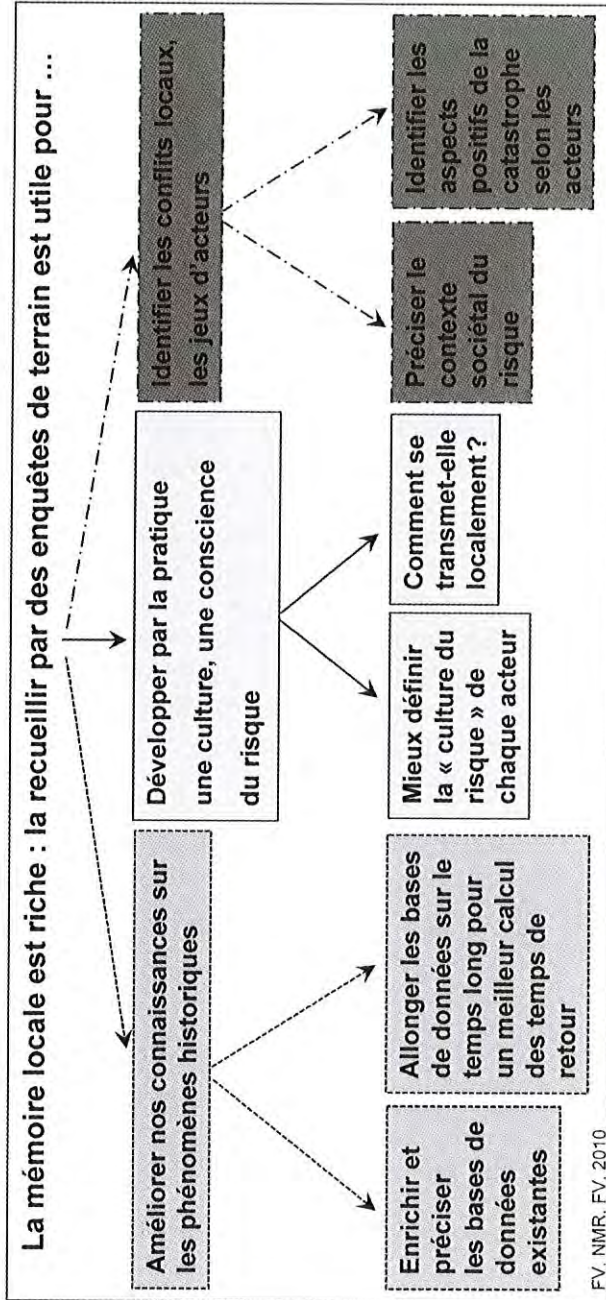 La mémoire locale est riche : la recueillir par des enquêtes de terrain est utile pour ...
Améliorer nos connaissances sur
les phénomènes historiques
Développer par la pratique
une culture, une conscience
du risque
Identifier les conflits locaux,
les jeux d'acteurs
Enrichir et
préciser
les bases de
données
existantes
Allonger les bases
de données sur le
temps long pour
un meilleur calcul
des temps de
retour
Mieux définir
la « culture du
risque » de
chaque acteur
Comment se
transmet-elle
localement ?
Préciser le
contexte
sociétal du
risque
Identifier les
aspects
positifs de la
catastrophe
selon les
acteurs
FV, NMR, FV, 2010